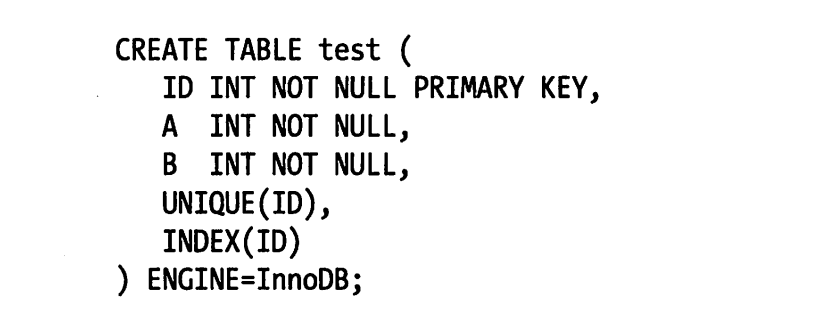 CREATE TABLE test (
   ID INT NOT NULL PRIMARY KEY,
   A  INT NOT NULL,
   B  INT NOT NULL,
   UNIQUE(ID),
   INDEX(ID)
) ENGINE=InnoDB;